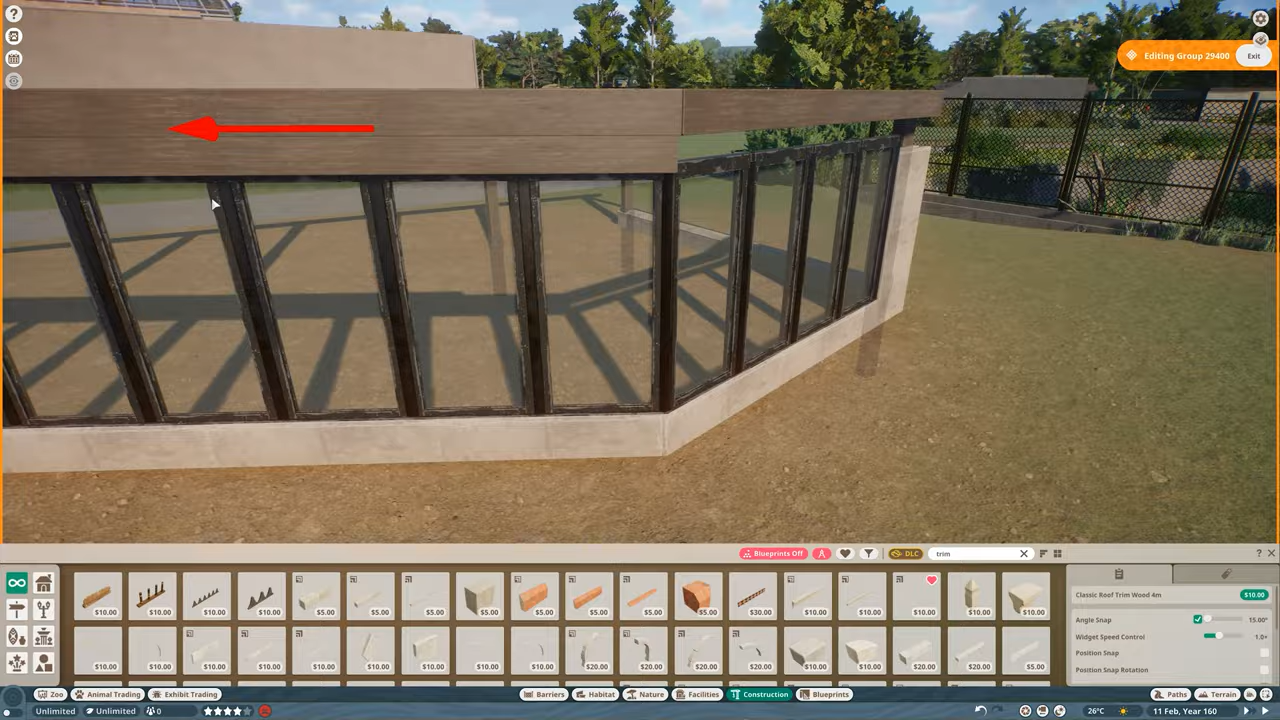 Editing Group 29400 Exit
Blueprints Off DLC trim
$10.00 $10.00 $10.00 $10.00 $5.00 $5.00 $5.00 $5.00 $5.00 $5.00 $5.00 $5.00 $30.00 $10.00 $10.00 $10.00 $10.00 $10.00
$10.00 $10.00 $10.00 $10.00 $10.00 $10.00 $10.00 $10.00 $10.00 $20.00 $20.00 $20.00 $20.00 $10.00 $10.00 $20.00 $10.00 $5.00
Classic Roof Trim Wood 4m $10.00
Angle Snap 15.00°
Widget Speed Control 1.0×
Position Snap
Position Snap Rotation
Zoo Animal Trading Exhibit Trading Barriers Habitat Nature Facilities Construction Blueprints Paths Terrain
Unlimited Unlimited 0 26°C 11 Feb, Year 160